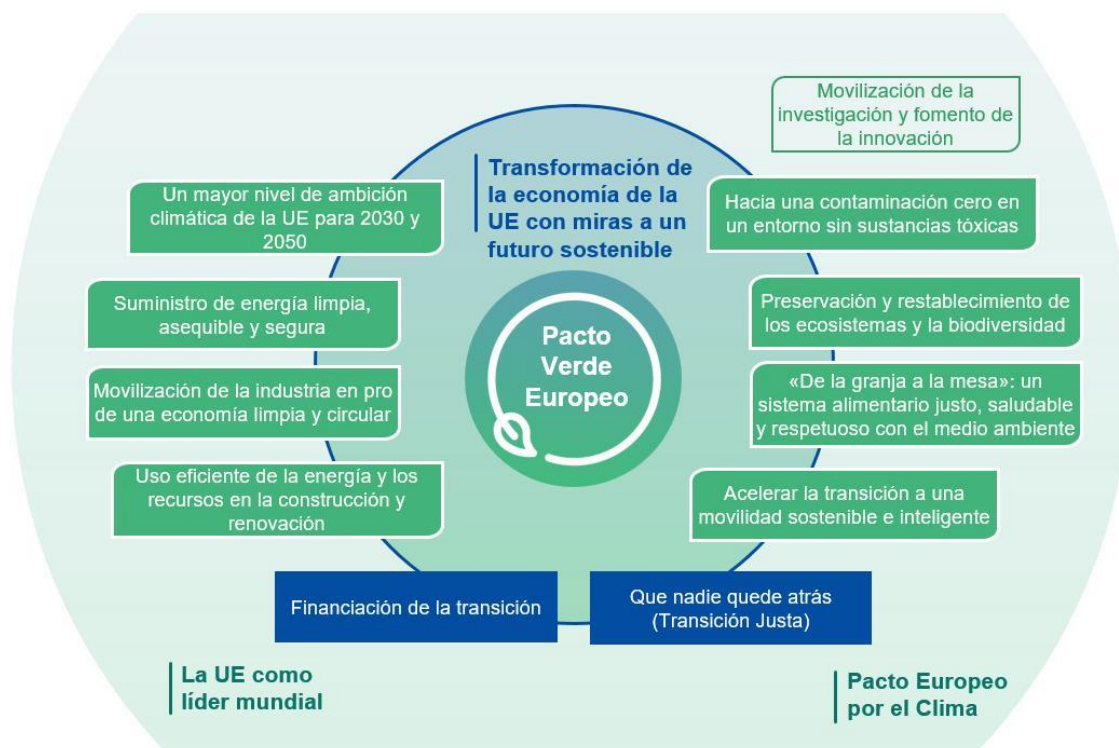 Movilización de la
investigación y fomento de
la innovación
Transformación de
la economía de la
UE con miras a un
futuro sostenible
Un mayor nivel de ambición
climática de la UE para 2030 y
2050
Hacia una contaminación cero en
un entorno sin sustancias tóxicas
Suministro de energía limpia,
asequible y segura
Preservación y restablecimiento de
los ecosistemas y la biodiversidad
Pacto
Verde
Europeo
Movilización de la industria en pro
de una economía limpia y circular
«De la granja a la mesa»: un
sistema alimentario justo, saludable
y respetuoso con el medio ambiente
Uso eficiente de la energía y los
recursos en la construcción y
renovación
Acelerar la transición a una
movilidad sostenible e inteligente
Financiación de la transición
Que nadie quede atrás
(Transición Justa)
La UE como
líder mundial
Pacto Europeo
por el Clima